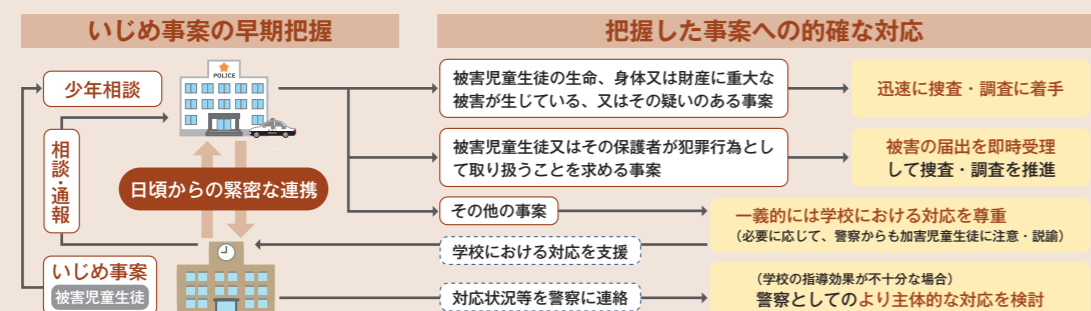 いじめ事案の早期把握
把握した事案への的確な対応
少年相談
POLICE
相談・通報
日頃からの緊密な連携
いじめ事案
被害児童生徒
被害児童生徒の生命、身体又は財産に重大な
被害が生じている、又はその疑いのある事案
迅速に捜査・調査に着手
被害児童生徒又はその保護者が犯罪行為とし
て取り扱うことを求める事案
被害の届出を即時受理
して捜査・調査を推進
その他の事案
一義的には学校における対応を尊重
（必要に応じて、警察からも加害児童生徒に注意・説諭）
学校における対応を支援
対応状況等を警察に連絡
（学校の指導効果が不十分な場合）
警察としてのより主体的な対応を検討